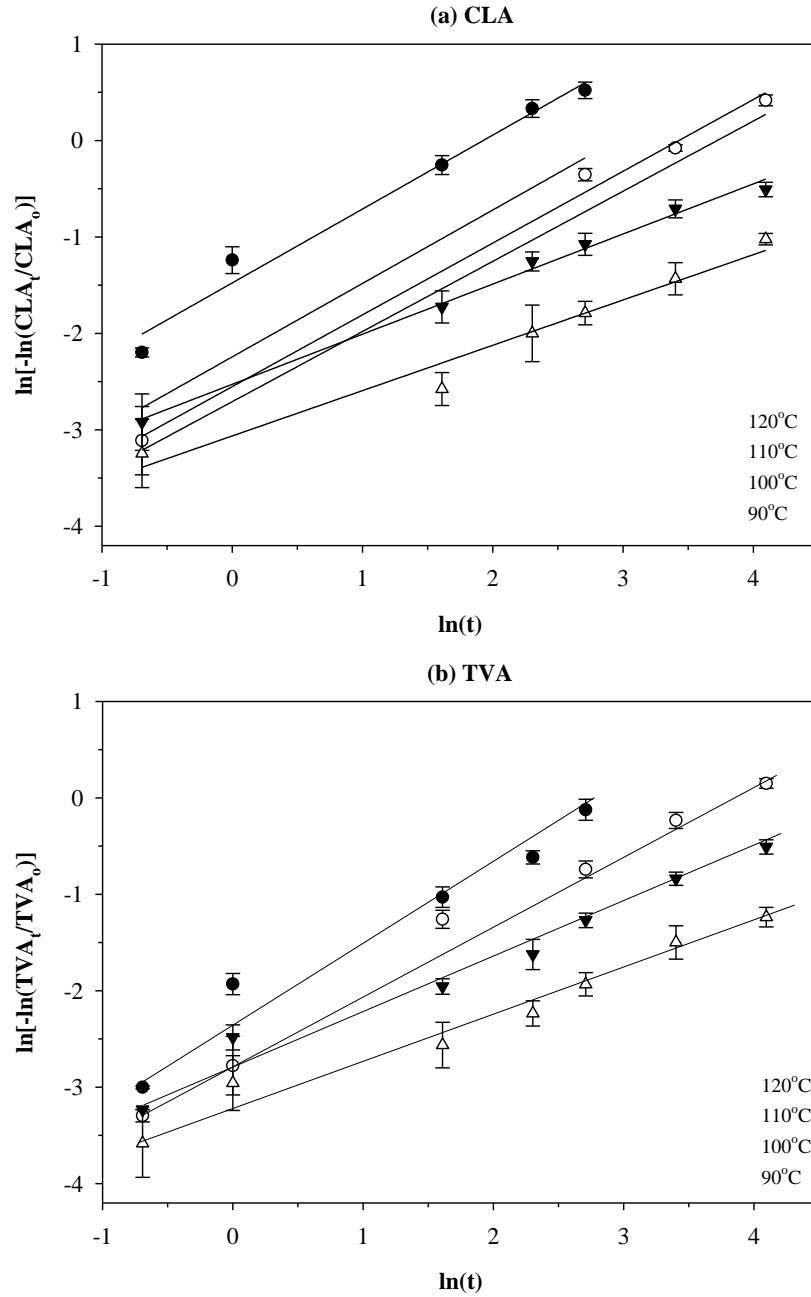 (a) CLA
1
0
-1
-2
-3
-4
ln[-ln(CLAt/CLAo)]
120°C
110°C
100°C
90°C
-1 0 1 2 3 4
ln(t)
(b) TVA
1
0
-1
-2
-3
-4
ln[-ln(TVAt/TVAo)]
120°C
110°C
100°C
90°C
-1 0 1 2 3 4
ln(t)